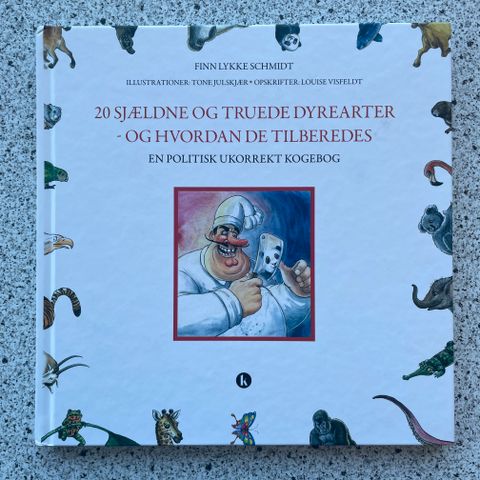 FINN LYKKE SCHMIDT
ILLUSTRATIONER: TONE JULSKJÆR • OPSKRIFTER: LOUISE VISFELDT
20 SJÆLDNE OG TRUEDE DYREARTER
- OG HVORDAN DE TILBEREDES
EN POLITISK UKORREKT KOGEBOG
k